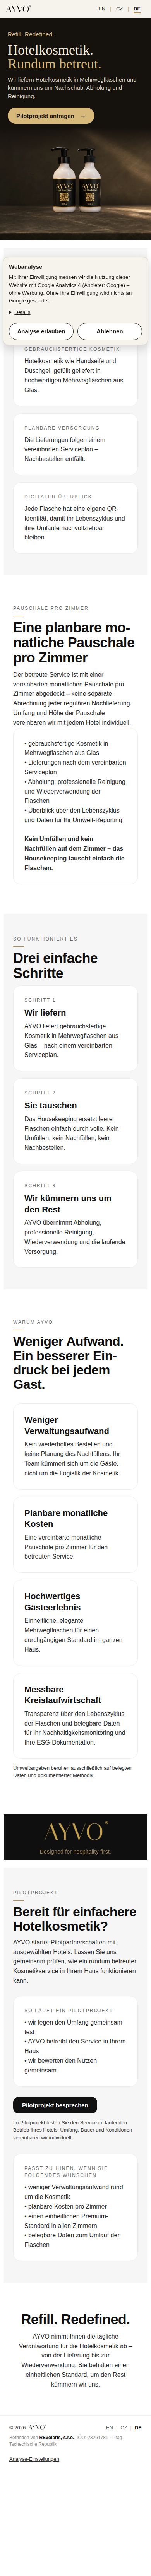 AYVO
EN | CZ | DE
Refill. Redefined.
Hotelkosmetik.
Rundum betreut.
Wir liefern Hotelkosmetik in Mehrwegflaschen und
kümmern uns um Nachschub, Abholung und
Reinigung.
Pilotprojekt anfragen →
AYVO AYVO
Webanalyse
Mit Ihrer Einwilligung messen wir die Nutzung dieser
Website mit Google Analytics 4 (Anbieter: Google) –
ohne Werbung. Ohne Ihre Einwilligung wird nichts an
Google gesendet.
▶ Details
Analyse erlauben
Ablehnen
GEBRAUCHSFERTIGE KOSMETIK
Hotelkosmetik wie Handseife und
Duschgel, gefüllt geliefert in
hochwertigen Mehrwegflaschen aus
Glas.
PLANBARE VERSORGUNG
Die Lieferungen folgen einem
vereinbarten Serviceplan –
Nachbestellen entfällt.
DIGITALER ÜBERBLICK
Jede Flasche hat eine eigene QR-
Identität, damit ihr Lebenszyklus und
ihre Umläufe nachvollziehbar
bleiben.
PAUSCHALE PRO ZIMMER
Eine planbare mo-
natliche Pauschale
pro Zimmer
Der betreute Service ist mit einer
vereinbarten monatlichen Pauschale pro
Zimmer abgedeckt – keine separate
Abrechnung jeder regulären Nachlieferung.
Umfang und Höhe der Pauschale
vereinbaren wir mit jedem Hotel individuell.
• gebrauchsfertige Kosmetik in
Mehrwegflaschen aus Glas
• Lieferungen nach dem vereinbarten
Serviceplan
• Abholung, professionelle Reinigung
und Wiederverwendung der
Flaschen
• Überblick über den Lebenszyklus
und Daten für Ihr Umwelt-Reporting
Kein Umfüllen und kein
Nachfüllen auf dem Zimmer – das
Housekeeping tauscht einfach die
Flaschen.
SO FUNKTIONIERT ES
Drei einfache
Schritte
SCHRITT 1
Wir liefern
AYVO liefert gebrauchsfertige
Kosmetik in Mehrwegflaschen aus
Glas – nach einem vereinbarten
Serviceplan.
SCHRITT 2
Sie tauschen
Das Housekeeping ersetzt leere
Flaschen einfach durch volle. Kein
Umfüllen, kein Nachfüllen, kein
Nachbestellen.
SCHRITT 3
Wir kümmern uns um
den Rest
AYVO übernimmt Abholung,
professionelle Reinigung,
Wiederverwendung und die laufende
Versorgung.
WARUM AYVO
Weniger Aufwand.
Ein besserer Ein-
druck bei jedem
Gast.
Weniger
Verwaltungsaufwand
Kein wiederholtes Bestellen und
keine Planung des Nachfüllens. Ihr
Team kümmert sich um die Gäste,
nicht um die Logistik der Kosmetik.
Planbare monatliche
Kosten
Eine vereinbarte monatliche
Pauschale pro Zimmer für den
betreuten Service.
Hochwertiges
Gästeerlebnis
Einheitliche, elegante
Mehrwegflaschen für einen
durchgängigen Standard im ganzen
Haus.
Messbare
Kreislaufwirtschaft
Transparenz über den Lebenszyklus
der Flaschen und belegbare Daten
für Ihr Nachhaltigkeitsmonitoring und
Ihre ESG-Dokumentation.
Umweltangaben beruhen ausschließlich auf belegten
Daten und dokumentierter Methodik.
AYVO®
Designed for hospitality first.
PILOTPROJEKT
Bereit für einfachere
Hotelkosmetik?
AYVO startet Pilotpartnerschaften mit
ausgewählten Hotels. Lassen Sie uns
gemeinsam prüfen, wie ein rundum betreuter
Kosmetikservice in Ihrem Haus funktionieren
kann.
SO LÄUFT EIN PILOTPROJEKT
• wir legen den Umfang gemeinsam
fest
• AYVO betreibt den Service in Ihrem
Haus
• wir bewerten den Nutzen
gemeinsam
Pilotprojekt besprechen
Im Pilotprojekt testen Sie den Service im laufenden
Betrieb Ihres Hotels. Umfang, Dauer und Konditionen
vereinbaren wir individuell.
PASST ZU IHNEN, WENN SIE
FOLGENDES WÜNSCHEN
• weniger Verwaltungsaufwand rund
um die Kosmetik
• planbare Kosten pro Zimmer
• einen einheitlichen Premium-
Standard in allen Zimmern
• belegbare Daten zum Umlauf der
Flaschen
Refill. Redefined.
AYVO nimmt Ihnen die tägliche
Verantwortung für die Hotelkosmetik ab –
von der Lieferung bis zur
Wiederverwendung. Sie behalten einen
einheitlichen Standard, um den Rest
kümmern wir uns.
© 2026 AYVO EN | CZ | DE
Betrieben von REvolaris, s.r.o. · IČO: 23261781 · Prag,
Tschechische Republik
Analyse-Einstellungen